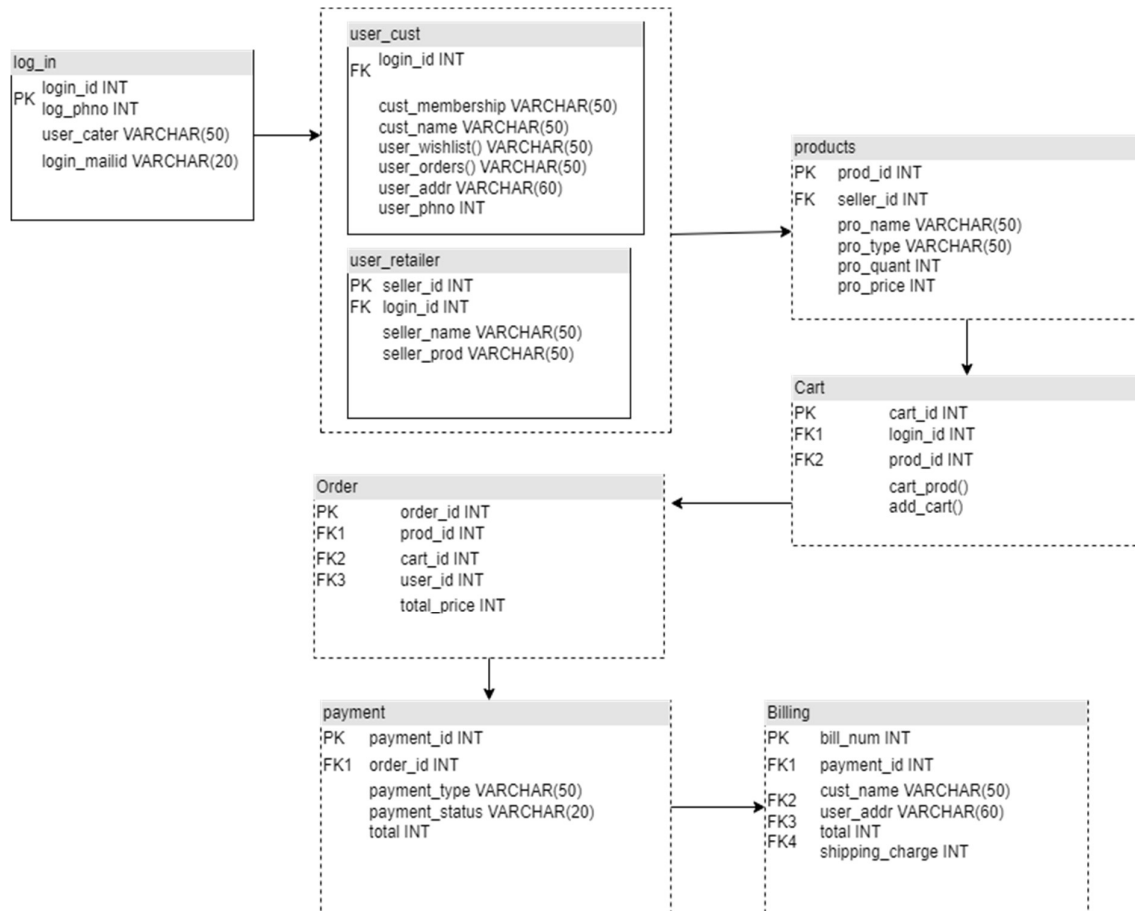 log_in
PK
login_id INT
log_phno INT
user_cater VARCHAR(50)
login_mailid VARCHAR(20)
user_cust
login_id INT
FK
cust_membership VARCHAR(50)
cust_name VARCHAR(50)
user_wishlist() VARCHAR(50)
user_orders() VARCHAR(50)
user_addr VARCHAR(60)
user_phno INT
user_retailer
PK seller_id INT
FK login_id INT
seller_name VARCHAR(50)
seller_prod VARCHAR(50)
products
PK prod_id INT
FK seller_id INT
pro_name VARCHAR(50)
pro_type VARCHAR(50)
pro_quant INT
pro_price INT
Cart
PK cart_id INT
FK1 login_id INT
FK2 prod_id INT
cart_prod()
add_cart()
Order
PK order_id INT
FK1 prod_id INT
FK2 cart_id INT
FK3 user_id INT
total_price INT
payment
PK payment_id INT
FK1 order_id INT
payment_type VARCHAR(50)
payment_status VARCHAR(20)
total INT
Billing
PK bill_num INT
FK1 payment_id INT
FK2 cust_name VARCHAR(50)
FK3 user_addr VARCHAR(60)
FK4 total INT
shipping_charge INT